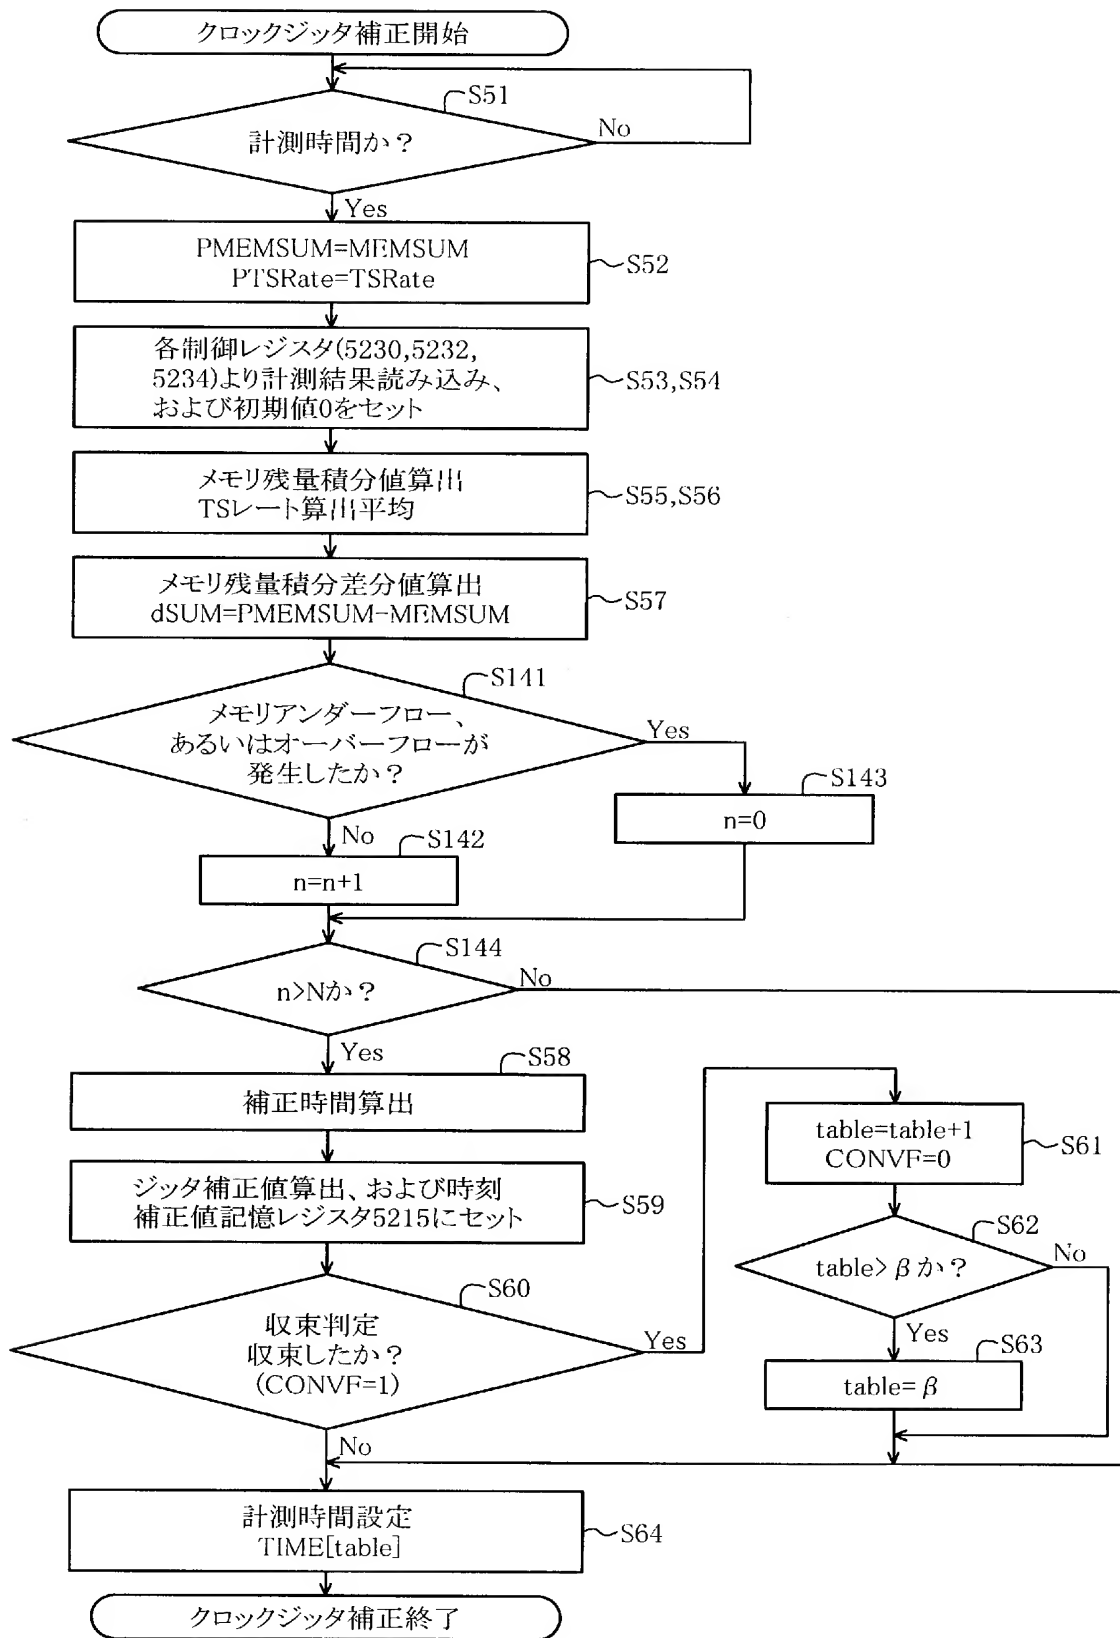 クロックジッタ補正開始
S51
計測時間か？
No
Yes
PMEMSUM=MEMSUM
PTSRate=TSRate
S52
各制御レジスタ(5230,5232,
5234)より計測結果読み込み、
および初期値0をセット
S53,S54
メモリ残量積分値算出
TSレート算出平均
S55,S56
メモリ残量積分差分値算出
dSUM=PMEMSUM-MEMSUM
S57
S141
メモリアンダーフロー、
あるいはオーバーフローが
発生したか？
Yes
S143
n=0
No
S142
n=n+1
S144
n>Nか？
No
Yes
S58
補正時間算出
table=table+1
CONVF=0
S61
ジッタ補正値算出、および時刻
補正値記憶レジスタ5215にセット
S59
S62
table>βか？
No
S60
収束判定
収束したか？
(CONVF=1)
Yes
Yes
S63
table=β
No
計測時間設定
TIME[table]
S64
クロックジッタ補正終了